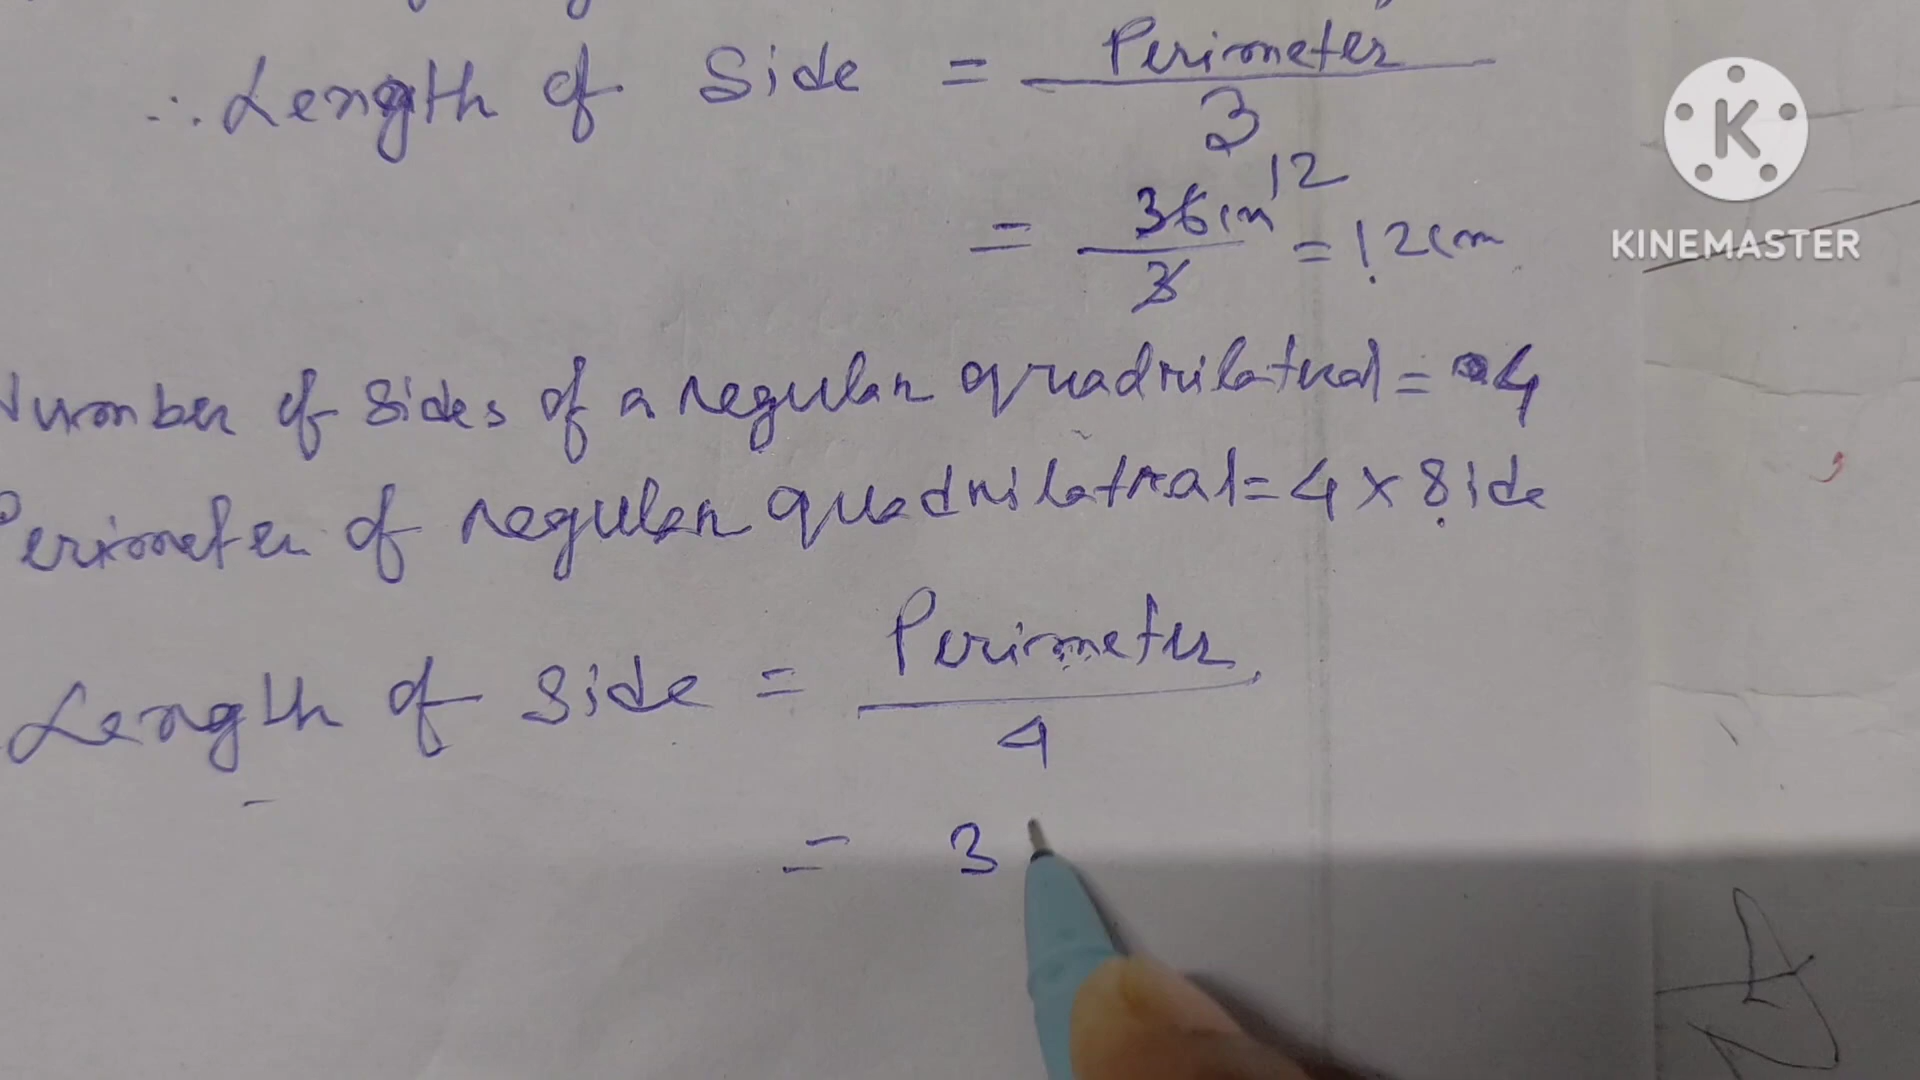 ∴ Length of Side = Perimeter
3
= 36cm 12
3 = 12cm
Number of Sides of a regular quadrilateral = 4
Perimeter of regular quadrilateral = 4 × Side
Length of Side = Perimeter
4
= 3
K
KINEMASTER